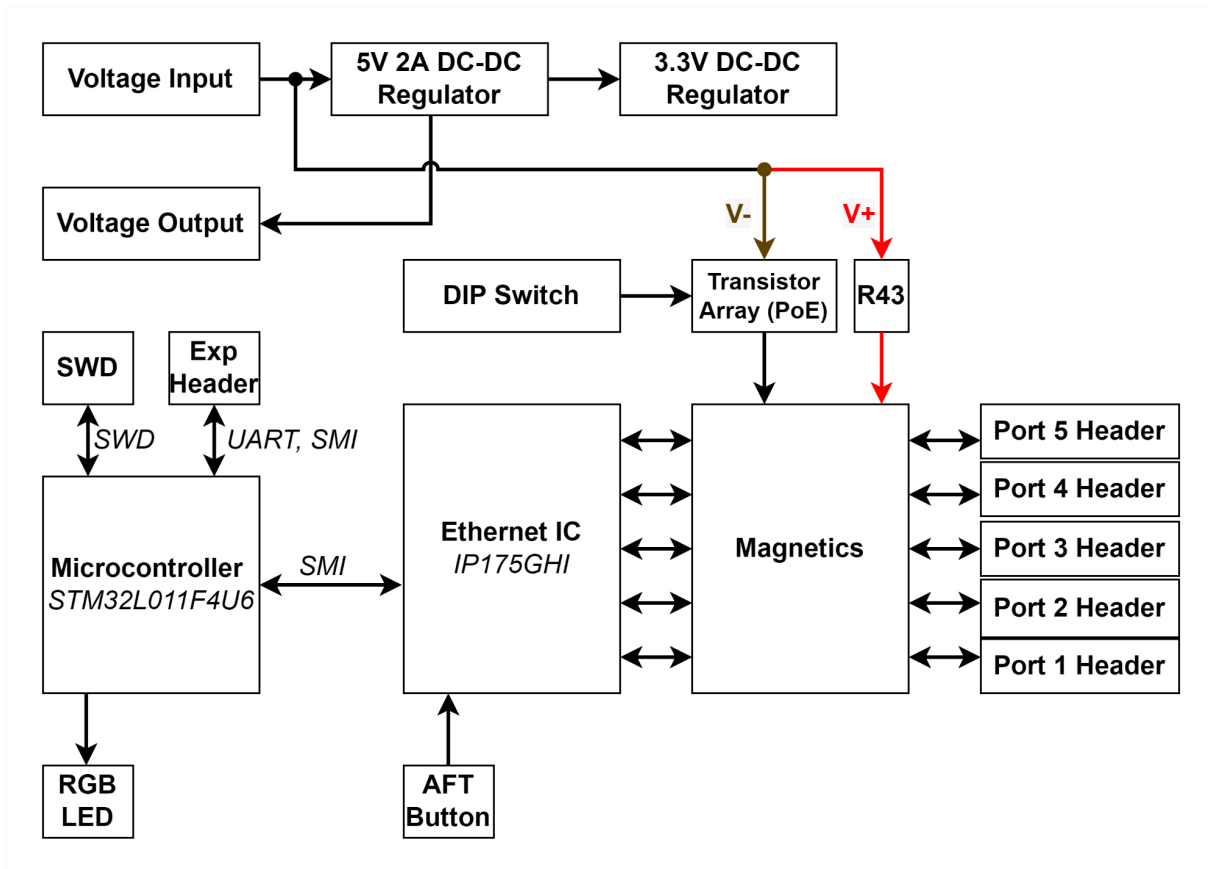 Voltage Input
5V 2A DC-DC
Regulator
3.3V DC-DC
Regulator
Voltage Output
V-
V+
DIP Switch
Transistor
Array (PoE)
R43
SWD
Exp
Header
SWD
UART, SMI
Port 5 Header
Port 4 Header
Port 3 Header
Port 2 Header
Port 1 Header
Ethernet IC
IP175GHI
Magnetics
Microcontroller
STM32L011F4U6
SMI
RGB
LED
AFT
Button